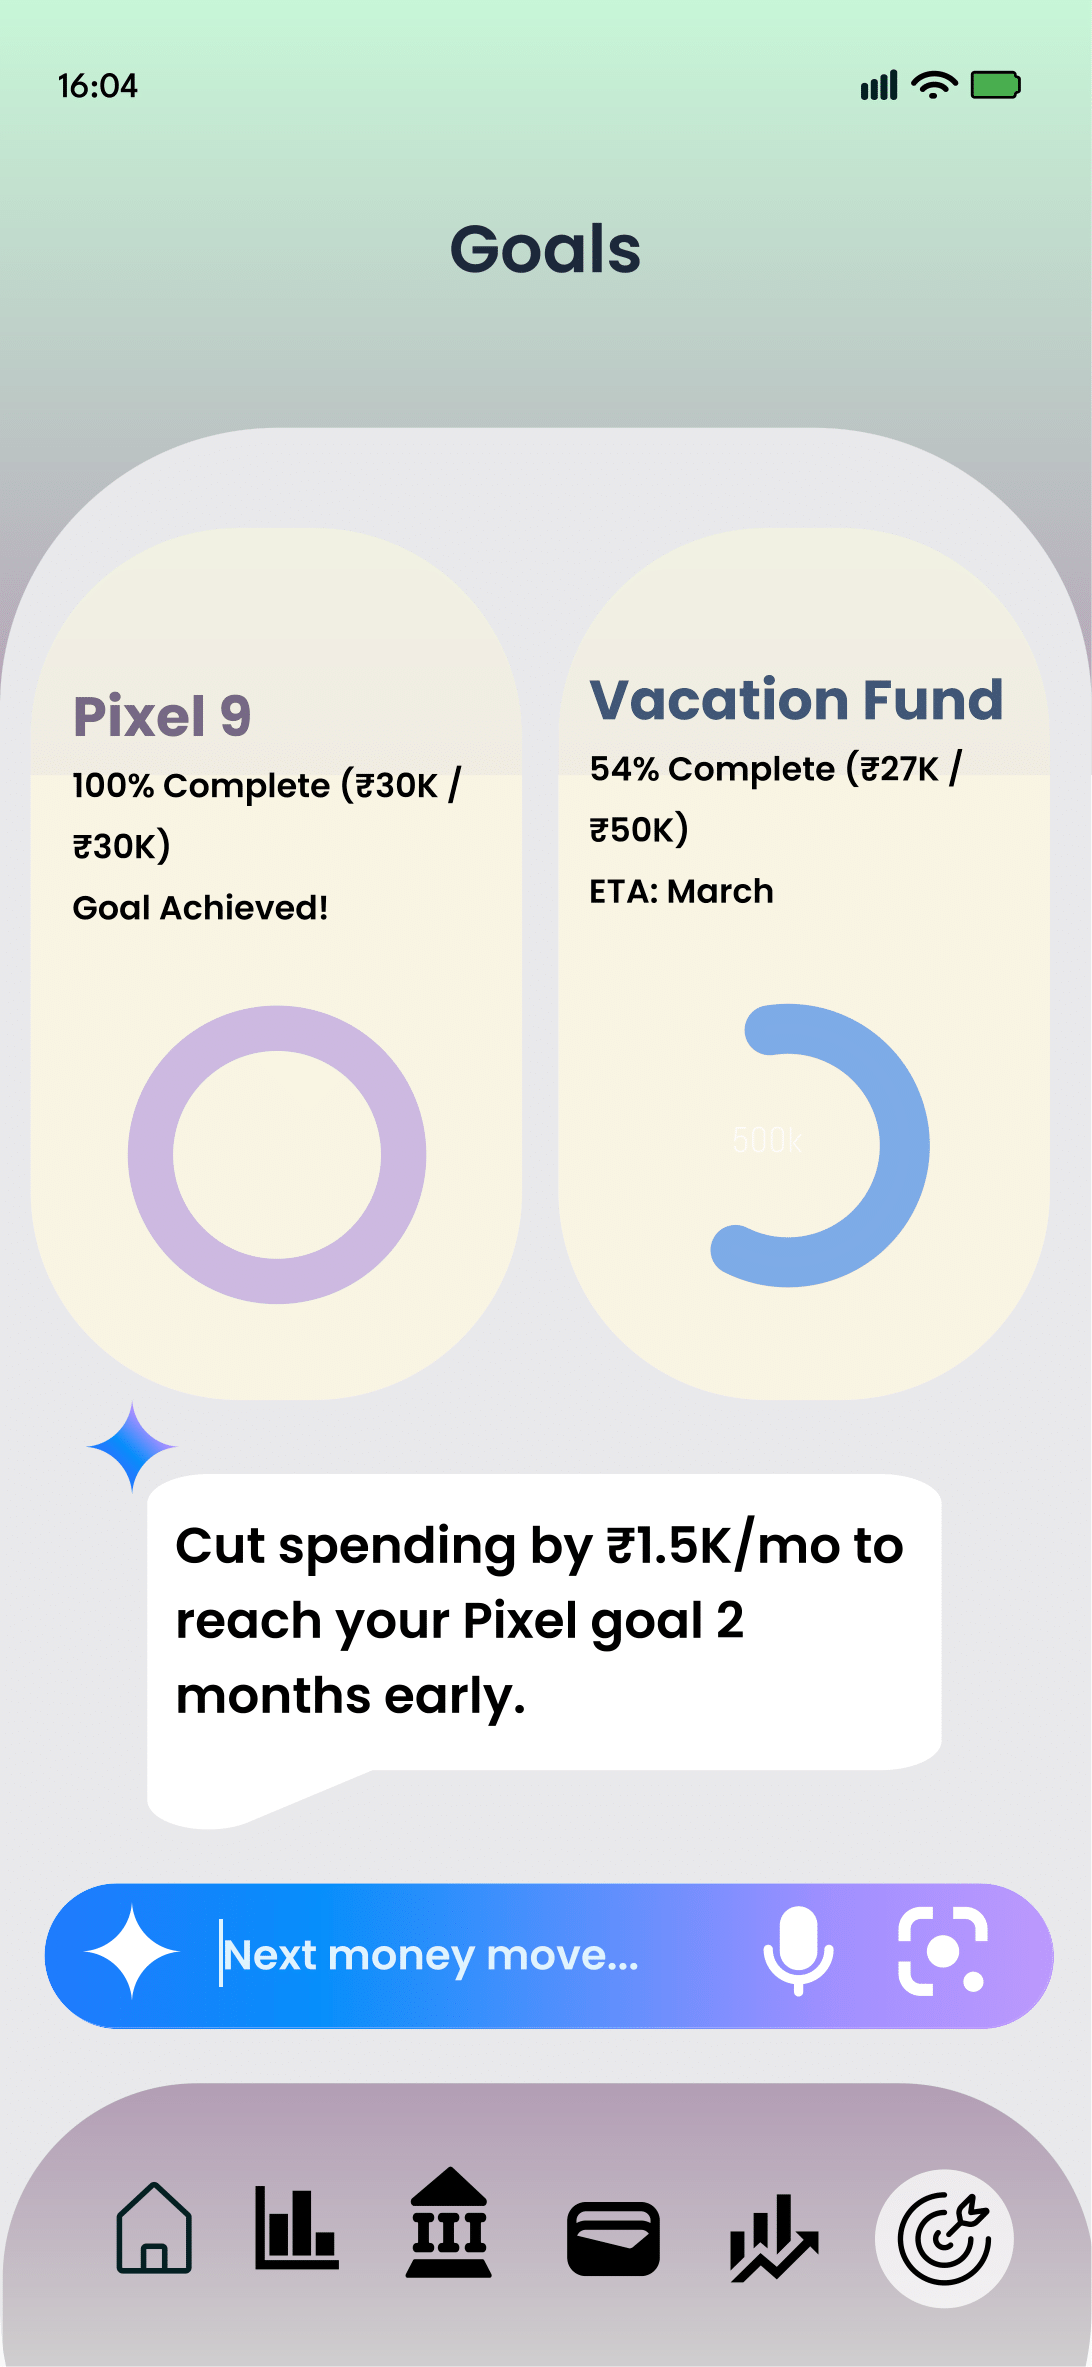 16:04
Goals
Pixel 9
100% Complete (₹30K /
₹30K)
Goal Achieved!
Vacation Fund
54% Complete (₹27K /
₹50K)
ETA: March
500k
Cut spending by ₹1.5K/mo to
reach your Pixel goal 2
months early.
Next money move...